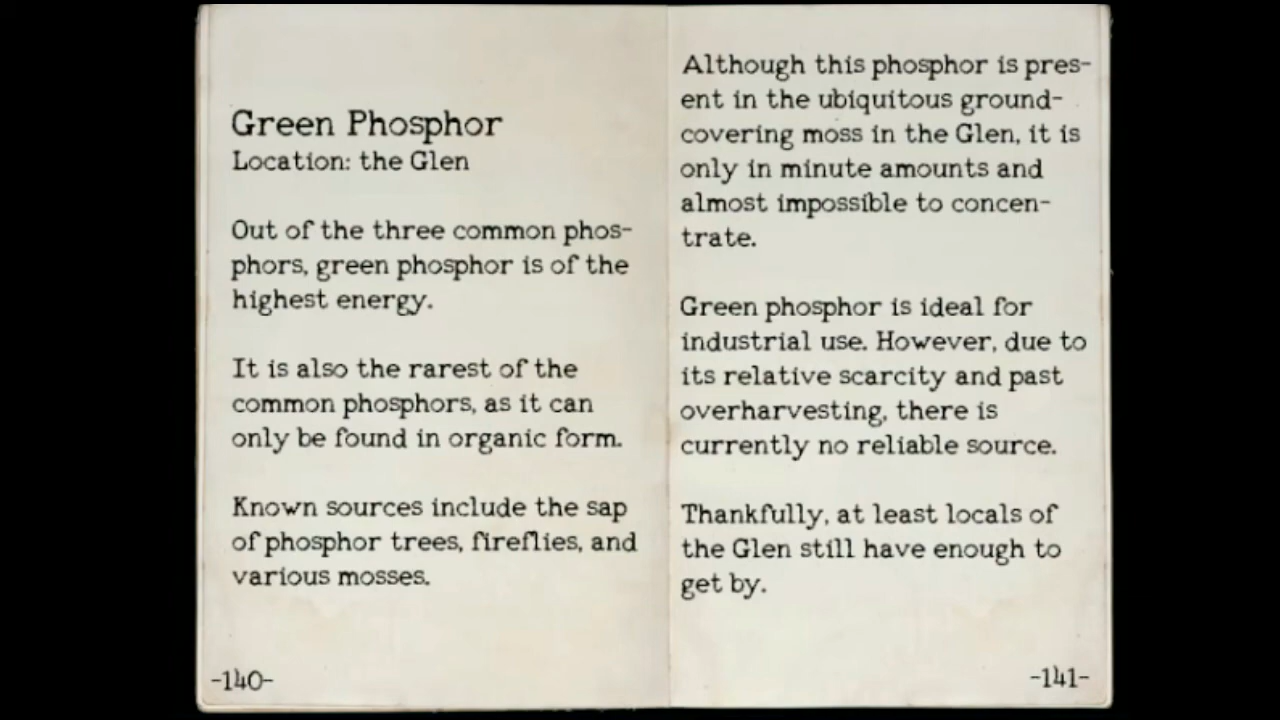 Green Phosphor
Location: the Glen
Out of the three common phos-
phors, green phosphor is of the
highest energy.
It is also the rarest of the
common phosphors, as it can
only be found in organic form.
Known sources include the sap
of phosphor trees, fireflies, and
various mosses.
-140-
Although this phosphor is pres-
ent in the ubiquitous ground-
covering moss in the Glen, it is
only in minute amounts and
almost impossible to concen-
trate.
Green phosphor is ideal for
industrial use. However, due to
its relative scarcity and past
overharvesting, there is
currently no reliable source.
Thankfully, at least locals of
the Glen still have enough to
get by.
-141-